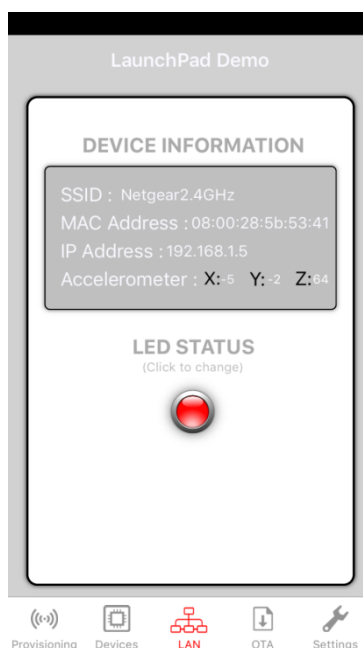 LaunchPad Demo
DEVICE INFORMATION
SSID : Netgear2.4GHz
MAC Address : 08:00:28:5b:53:41
IP Address : 192.168.1.5
Accelerometer : X:-5 Y:-2 Z:64
LED STATUS
(Click to change)
Provisioning Devices LAN OTA Settings